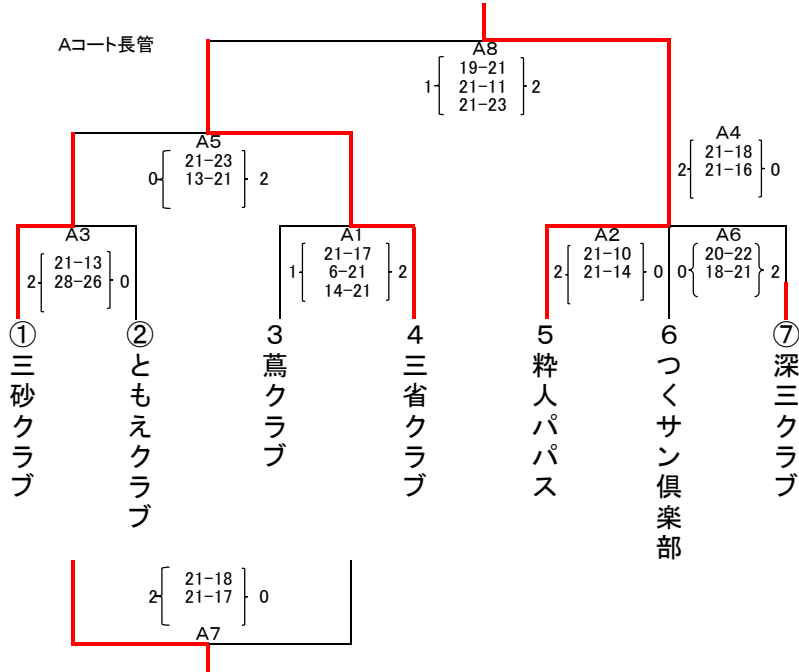 Aコート長管
A8
19-21
1 21-11 2
21-23
A5
21-23
0 13-21 2
A4
21-18
2 21-16 0
A3
21-13
2 28-26 0
A1
21-17
1 6-21 2
14-21
A2
21-10
2 21-14 0
A6
20-22
0 18-21 2
①三砂クラブ
②ともえクラブ
3蔦クラブ
4三省クラブ
5粋人パパス
6つくサン倶楽部
⑦深三クラブ
21-18
2 21-17 0
A7